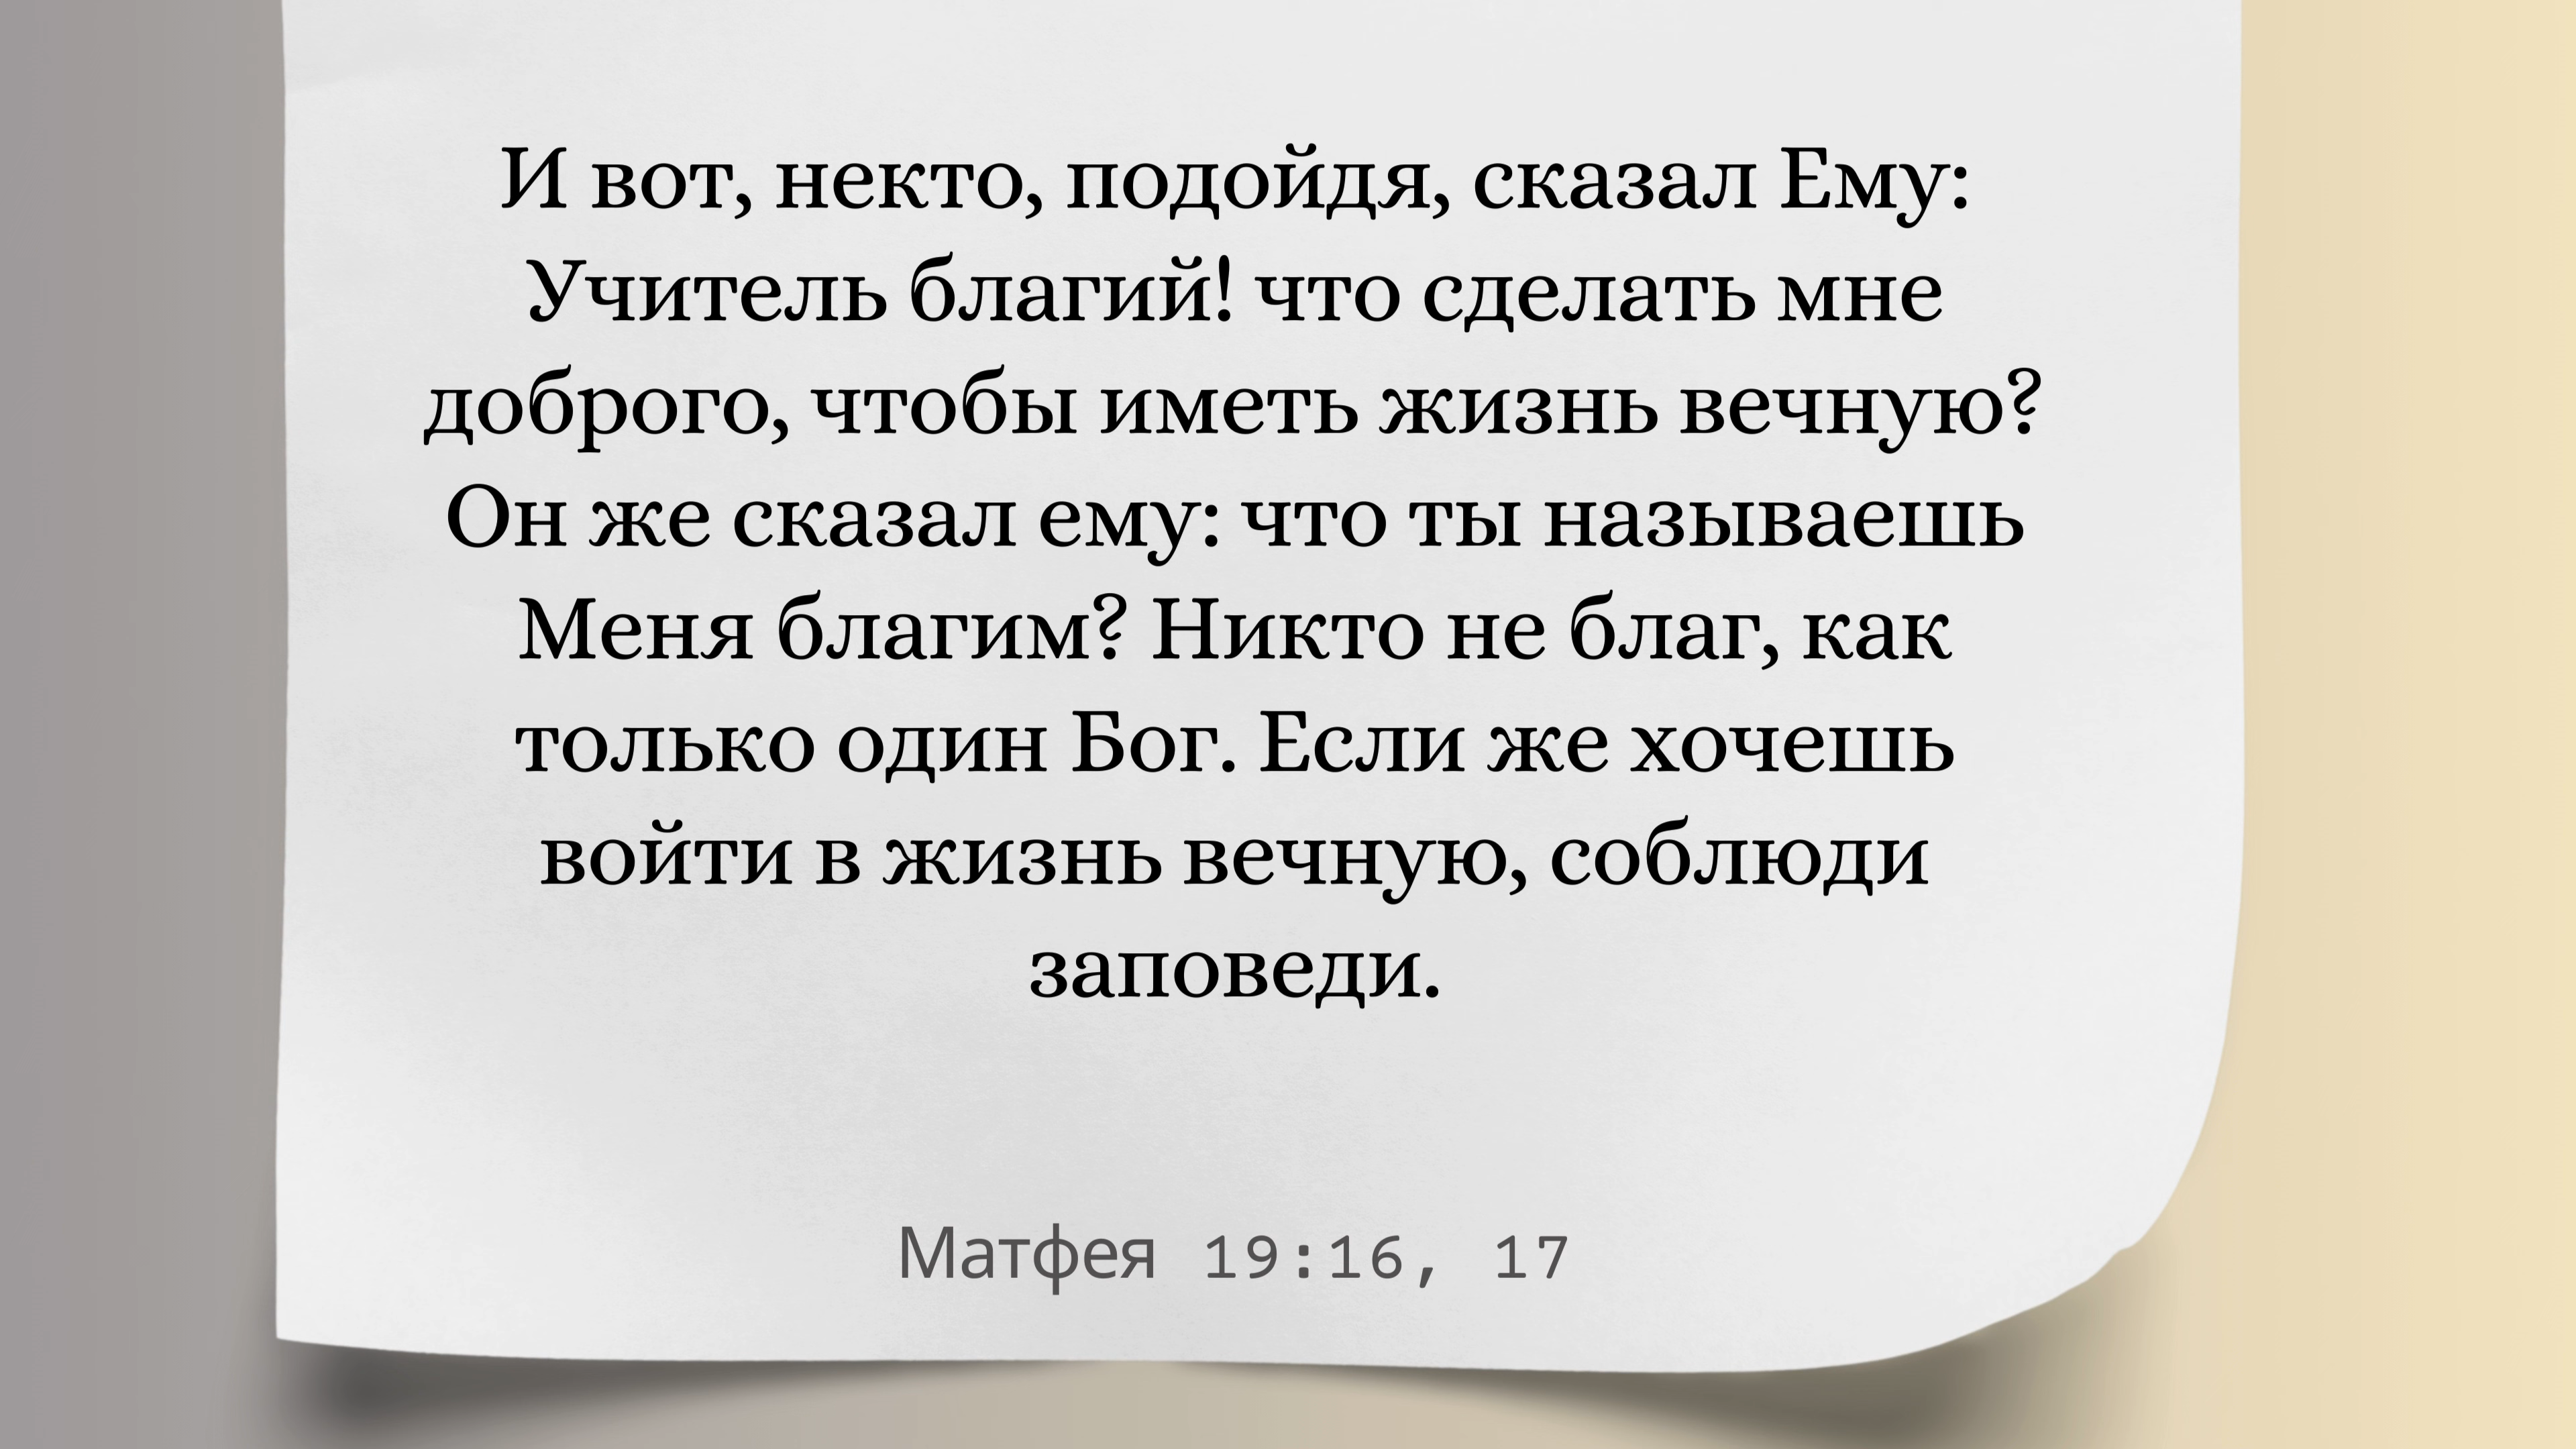 И вот, некто, подойдя, сказал Ему:
Учитель благий! что сделать мне
доброго, чтобы иметь жизнь вечную?
Он же сказал ему: что ты называешь
Меня благим? Никто не благ, как
только один Бог. Если же хочешь
войти в жизнь вечную, соблюди
заповеди.
Матфея 19:16, 17